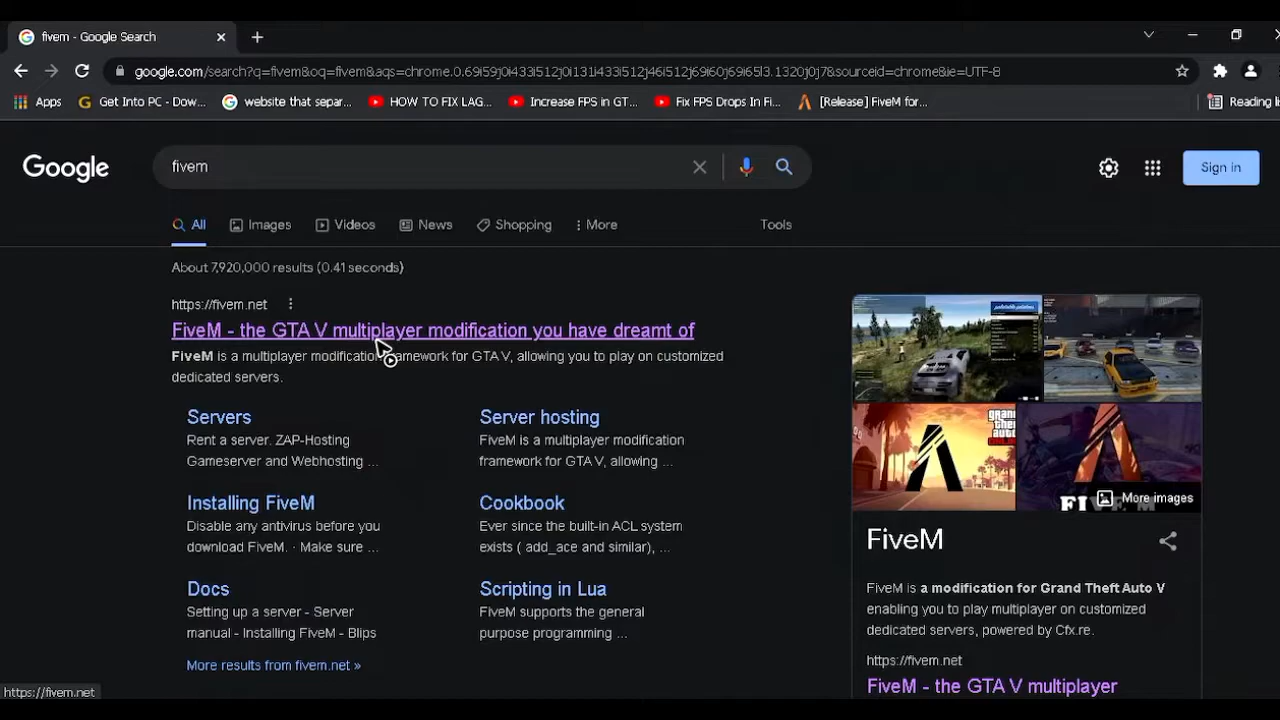 fivem - Google Search
google.com/search?q=fivem&oq=fivem&aqs=chrome.0.69i59j0i433i512j0i131i433i512j46i512j69i60j69i65l3.1320j0j7&sourceid=chrome&ie=UTF-8
Apps Get Into PC - Dow... website that separ... HOW TO FIX LAG... Increase FPS in GT... Fix FPS Drops In Fi... [Release] FiveM for... Reading li
Google fivem Sign in
All Images Videos News Shopping More Tools
About 7,920,000 results (0.41 seconds)
https://fivem.net
FiveM - the GTA V multiplayer modification you have dreamt of
FiveM is a multiplayer modification framework for GTA V, allowing you to play on customized
dedicated servers.
Servers
Rent a server. ZAP-Hosting
Gameserver and Webhosting ...
Server hosting
FiveM is a multiplayer modification
framework for GTA V, allowing ...
Installing FiveM
Disable any antivirus before you
download FiveM. · Make sure ...
Cookbook
Ever since the built-in ACL system
exists ( add_ace and similar), ...
Docs
Setting up a server - Server
manual - Installing FiveM - Blips
Scripting in Lua
FiveM supports the general
purpose programming ...
More results from fivem.net »
More images
FiveM
FiveM is a modification for Grand Theft Auto V
enabling you to play multiplayer on customized
dedicated servers, powered by Cfx.re.
https://fivem.net
FiveM - the GTA V multiplayer
https://fivem.net